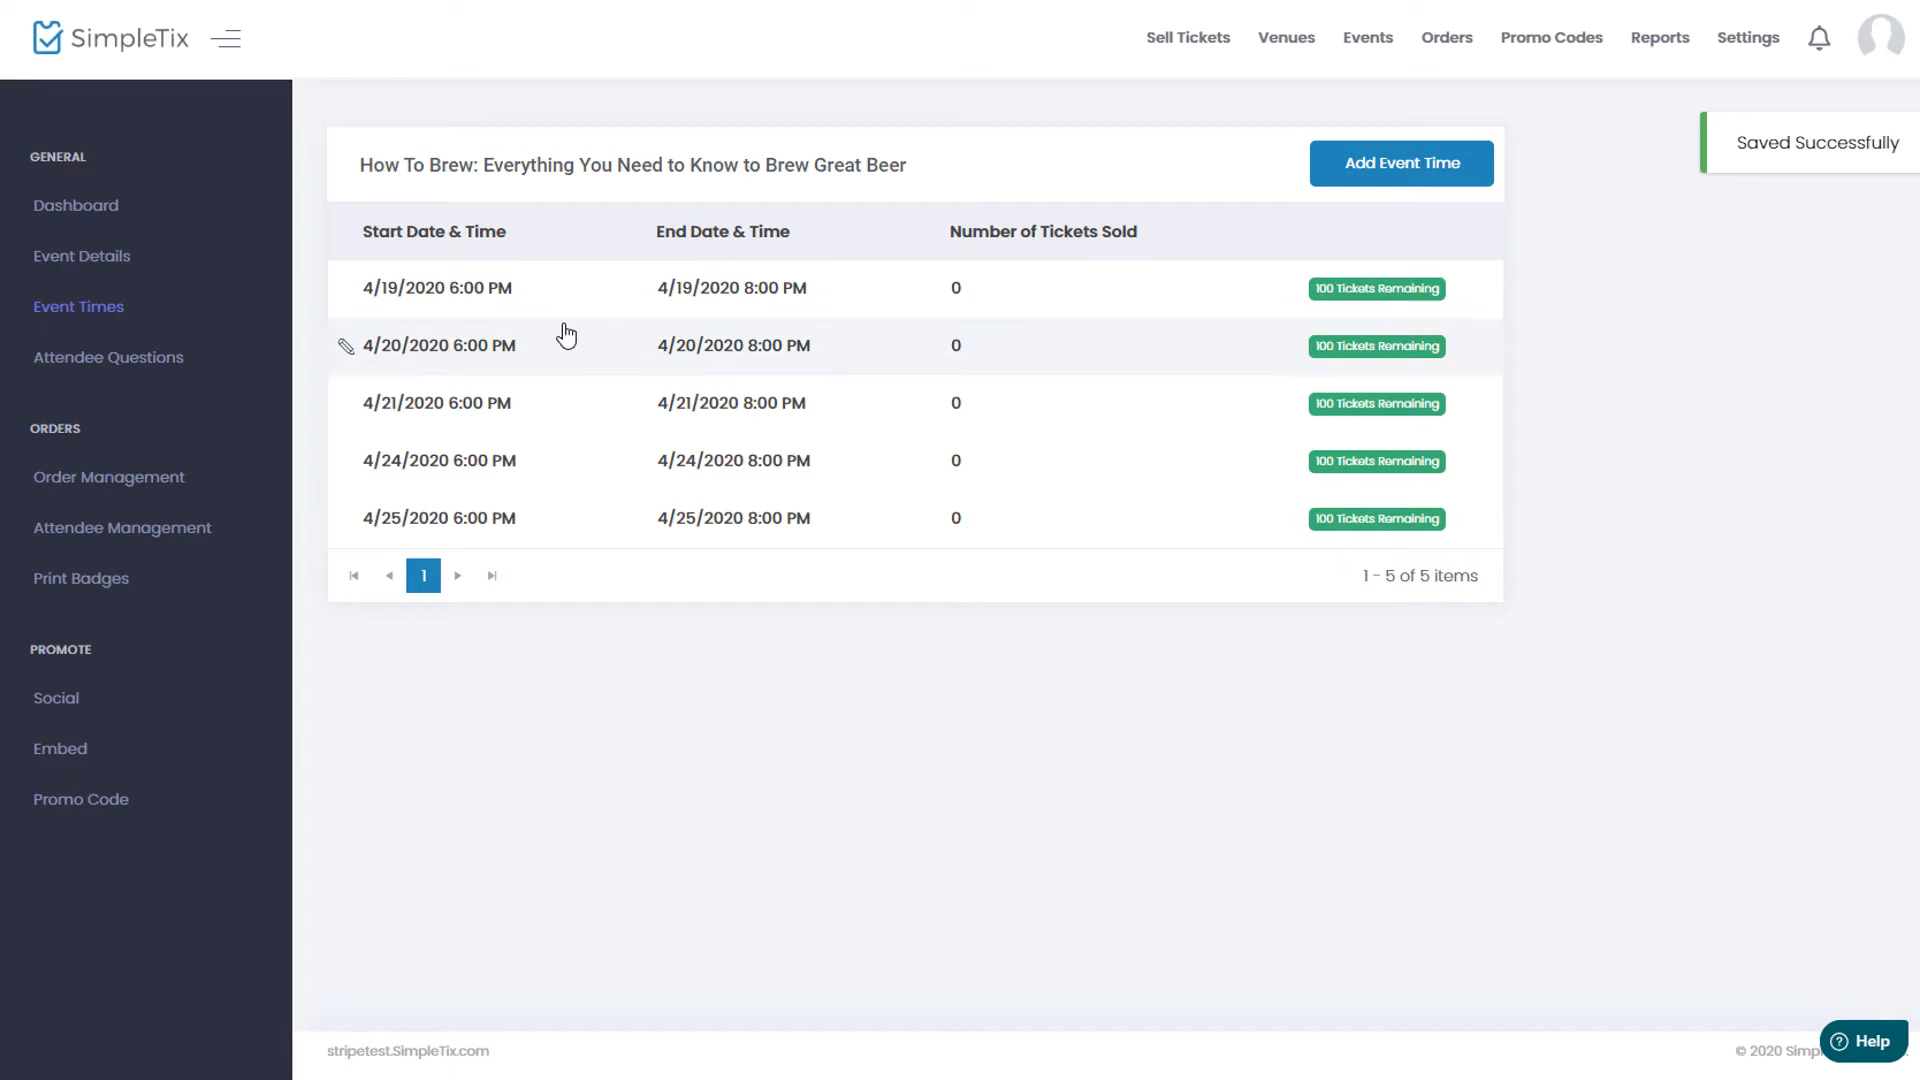 SimpleTix
Sell Tickets Venues Events Orders Promo Codes Reports Settings
Saved Successfully
GENERAL
Dashboard
Event Details
Event Times
Attendee Questions
ORDERS
Order Management
Attendee Management
Print Badges
PROMOTE
Social
Embed
Promo Code
How To Brew: Everything You Need to Know to Brew Great Beer
Add Event Time
Start Date & Time End Date & Time Number of Tickets Sold
4/19/2020 6:00 PM 4/19/2020 8:00 PM 0 100 Tickets Remaining
4/20/2020 6:00 PM 4/20/2020 8:00 PM 0 100 Tickets Remaining
4/21/2020 6:00 PM 4/21/2020 8:00 PM 0 100 Tickets Remaining
4/24/2020 6:00 PM 4/24/2020 8:00 PM 0 100 Tickets Remaining
4/25/2020 6:00 PM 4/25/2020 8:00 PM 0 100 Tickets Remaining
1 1 - 5 of 5 items
stripetest.SimpleTix.com
© 2020
? Help